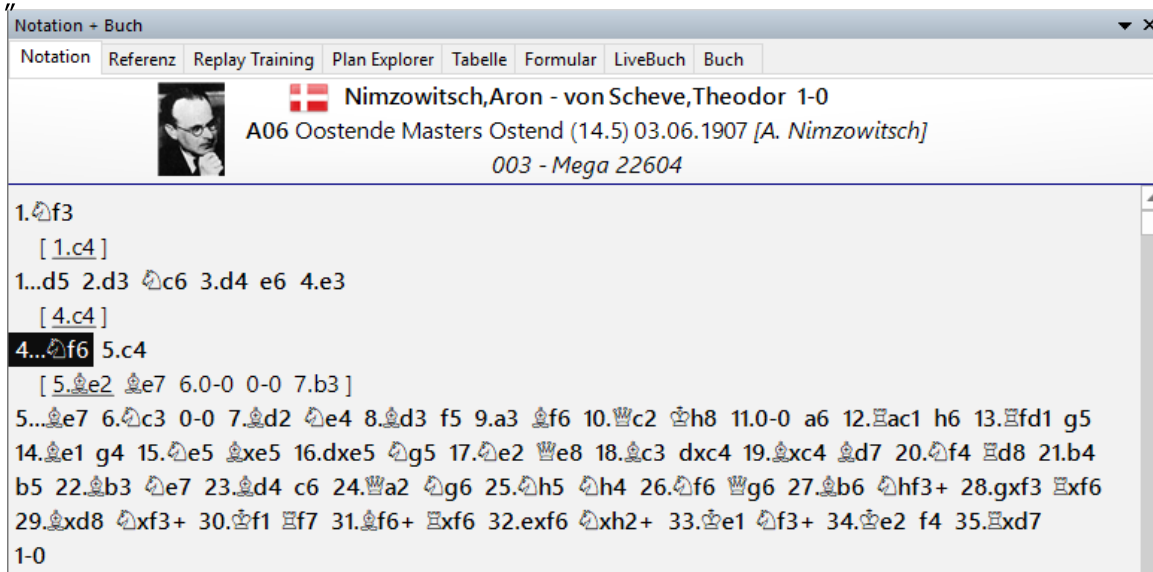 "
Notation + Buch
Notation Referenz Replay Training Plan Explorer Tabelle Formular LiveBuch Buch
Nimzowitsch,Aron - von Scheve,Theodor 1-0
A06 Oostende Masters Ostend (14.5) 03.06.1907 [A. Nimzowitsch]
003 - Mega 22604
1.♘f3
[ 1.c4 ]
1...d5 2.d3 ♘c6 3.d4 e6 4.e3
[ 4.c4 ]
4...♘f6 5.c4
[ 5.♗e2 ♗e7 6.0-0 0-0 7.b3 ]
5...♗e7 6.♘c3 0-0 7.♗d2 ♘e4 8.♗d3 f5 9.a3 ♗f6 10.♕c2 ♔h8 11.0-0 a6 12.♖ac1 h6 13.♖fd1 g5
14.♗e1 g4 15.♘e5 ♗xe5 16.dxe5 ♘g5 17.♘e2 ♕e8 18.♗c3 dxc4 19.♗xc4 ♗d7 20.♘f4 ♖d8 21.b4
b5 22.♗b3 ♘e7 23.♗d4 c6 24.♕a2 ♘g6 25.♘h5 ♘h4 26.♘f6 ♕g6 27.♗b6 ♘hf3+ 28.gxf3 ♖xf6
29.♗xd8 ♘xf3+ 30.♔f1 ♖f7 31.♗f6+ ♖xf6 32.exf6 ♘xh2+ 33.♔e1 ♘f3+ 34.♔e2 f4 35.♖xd7
1-0